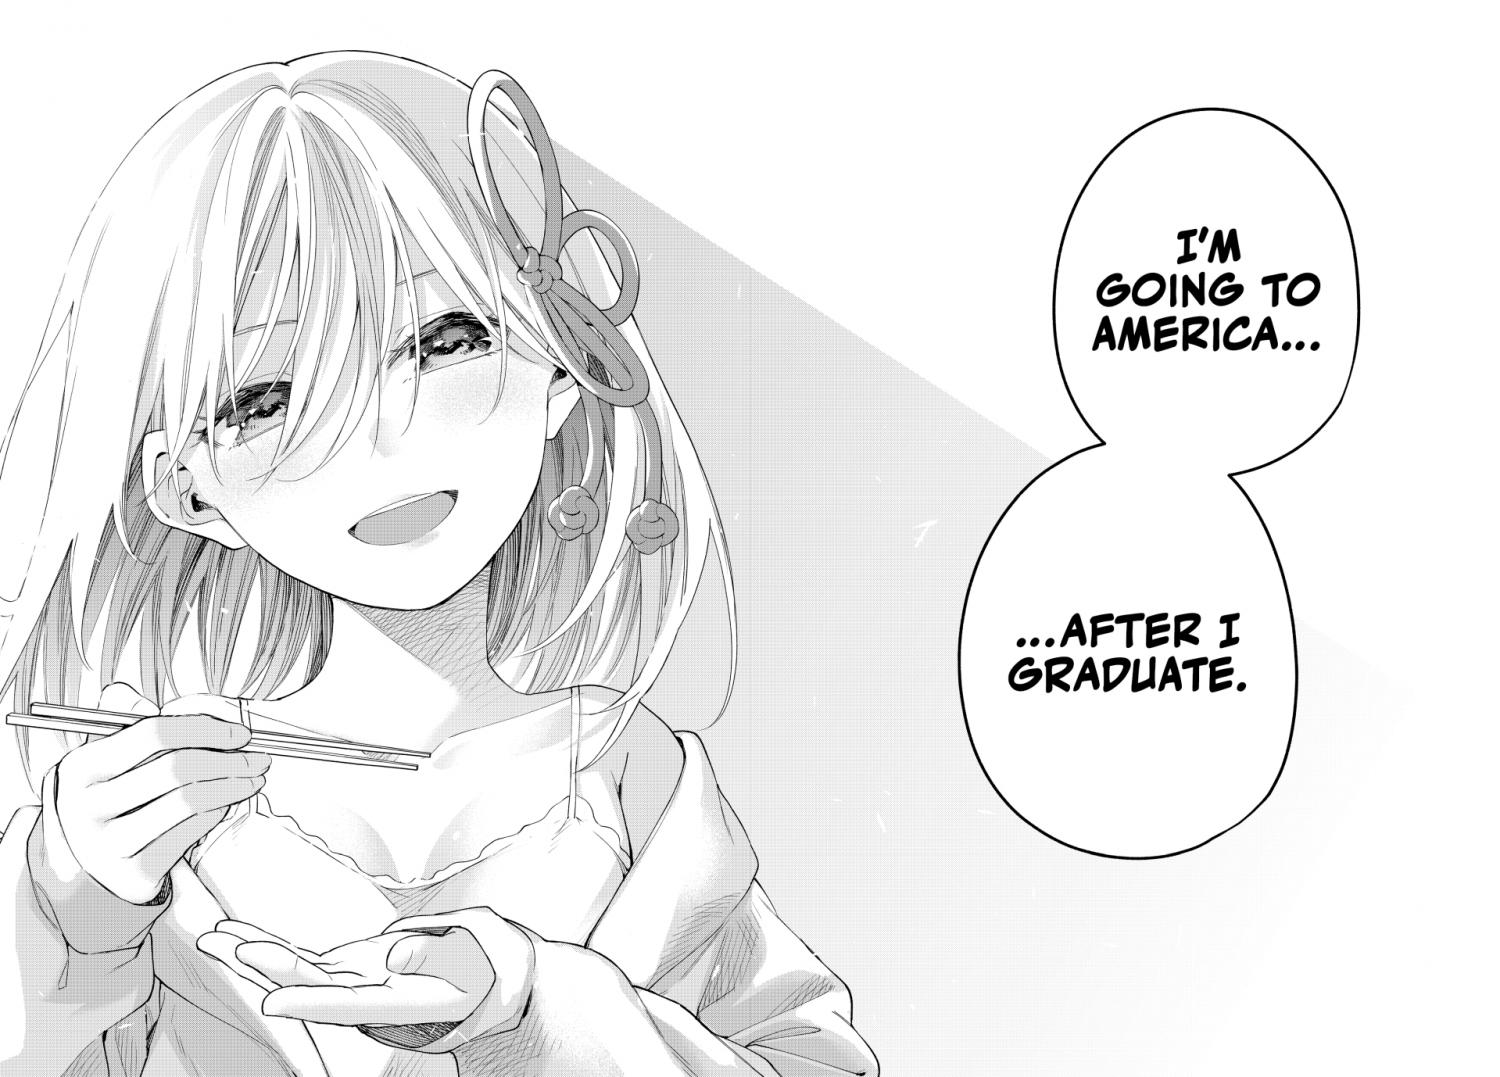 I'M
GOING TO
AMERICA...
...AFTER I
GRADUATE.